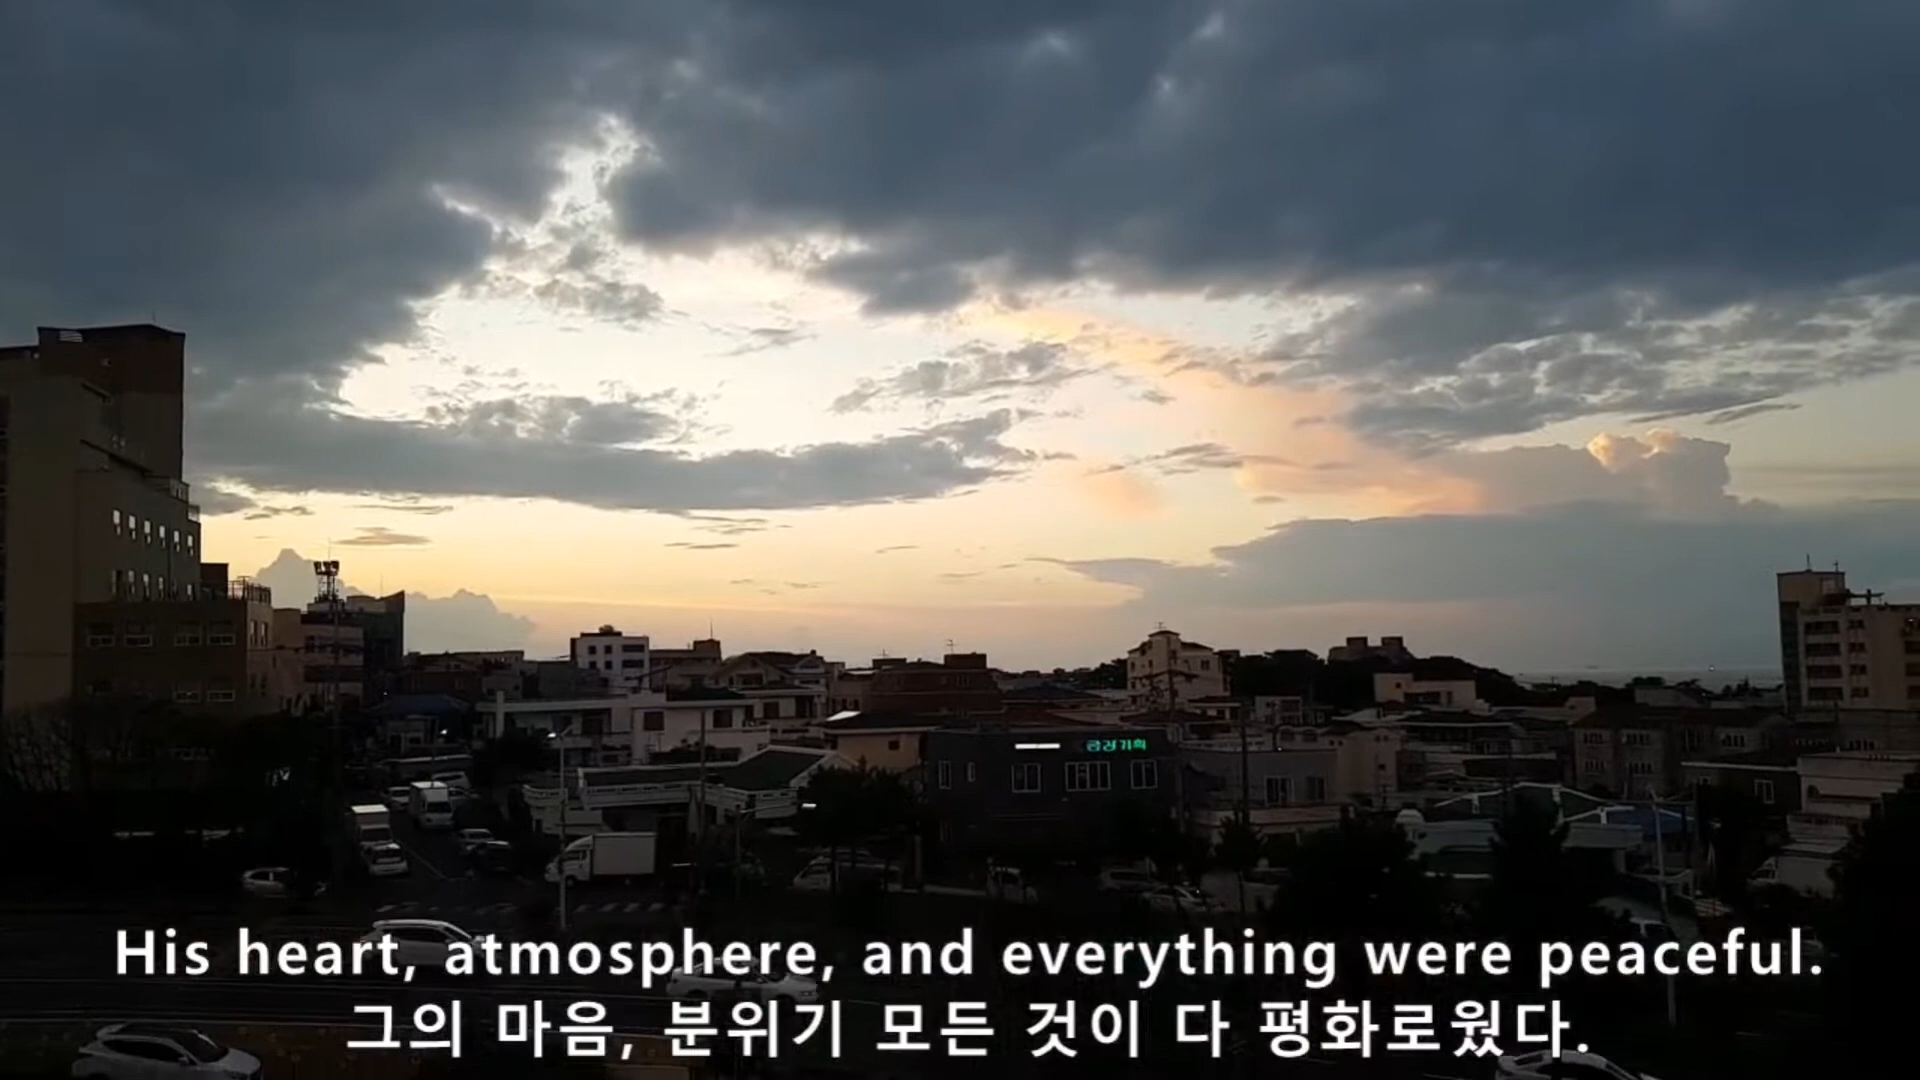 His heart, atmosphere, and everything were peaceful.
그의 마음, 분위기 모든 것이 다 평화로웠다.